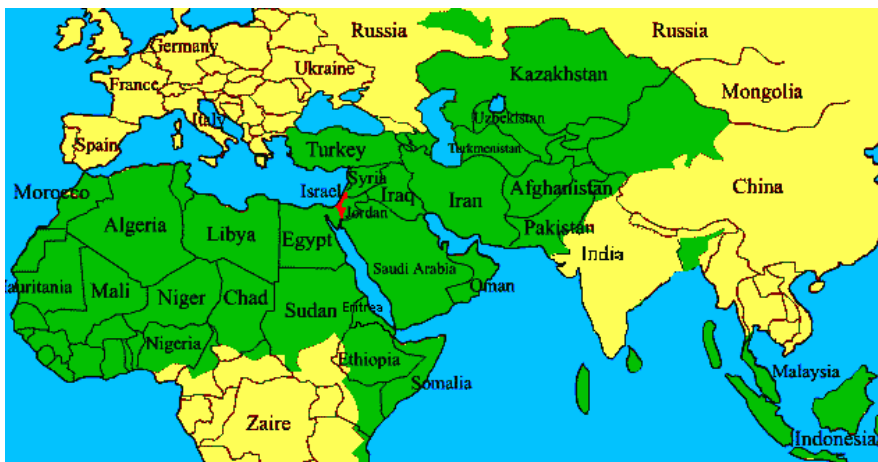 Russia
Russia
Germany
Ukraine
Kazakhstan
France
Mongolia
Italy
Uzbekistan
Spain
Turkey
Turkmenistan
Syria
China
Morocco
Israel
Iraq
Iran
Afghanistan
Jordan
Algeria
Libya
Egypt
Pakistan
India
Saudi Arabia
Mauritania
Mali
Niger
Chad
Oman
Sudan
Eritrea
Nigeria
Ethiopia
Somalia
Malaysia
Zaire
Indonesia